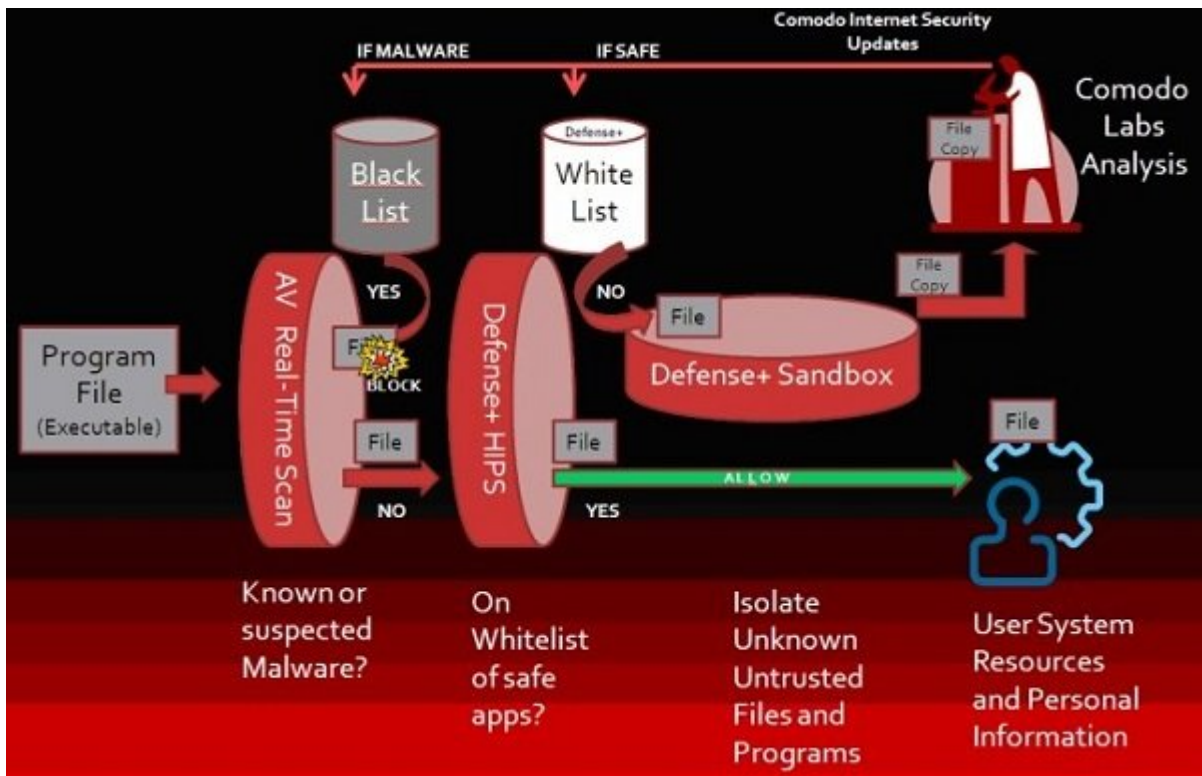 Comodo Internet Security
Updates
IF MALWARE
IF SAFE
Comodo
Labs
Analysis
File
Copy
Black
List
Defense+
White
List
File
Copy
YES
NO
File
Defense+ Sandbox
AV Real-Time Scan
Defense+ HIPS
Program
File
(Executable)
BLOCK
File
NO
File
YES
ALLOW
File
Known or
suspected
Malware?
On
Whitelist
of safe
apps?
Isolate
Unknown
Untrusted
Files and
Programs
User System
Resources
and Personal
Information